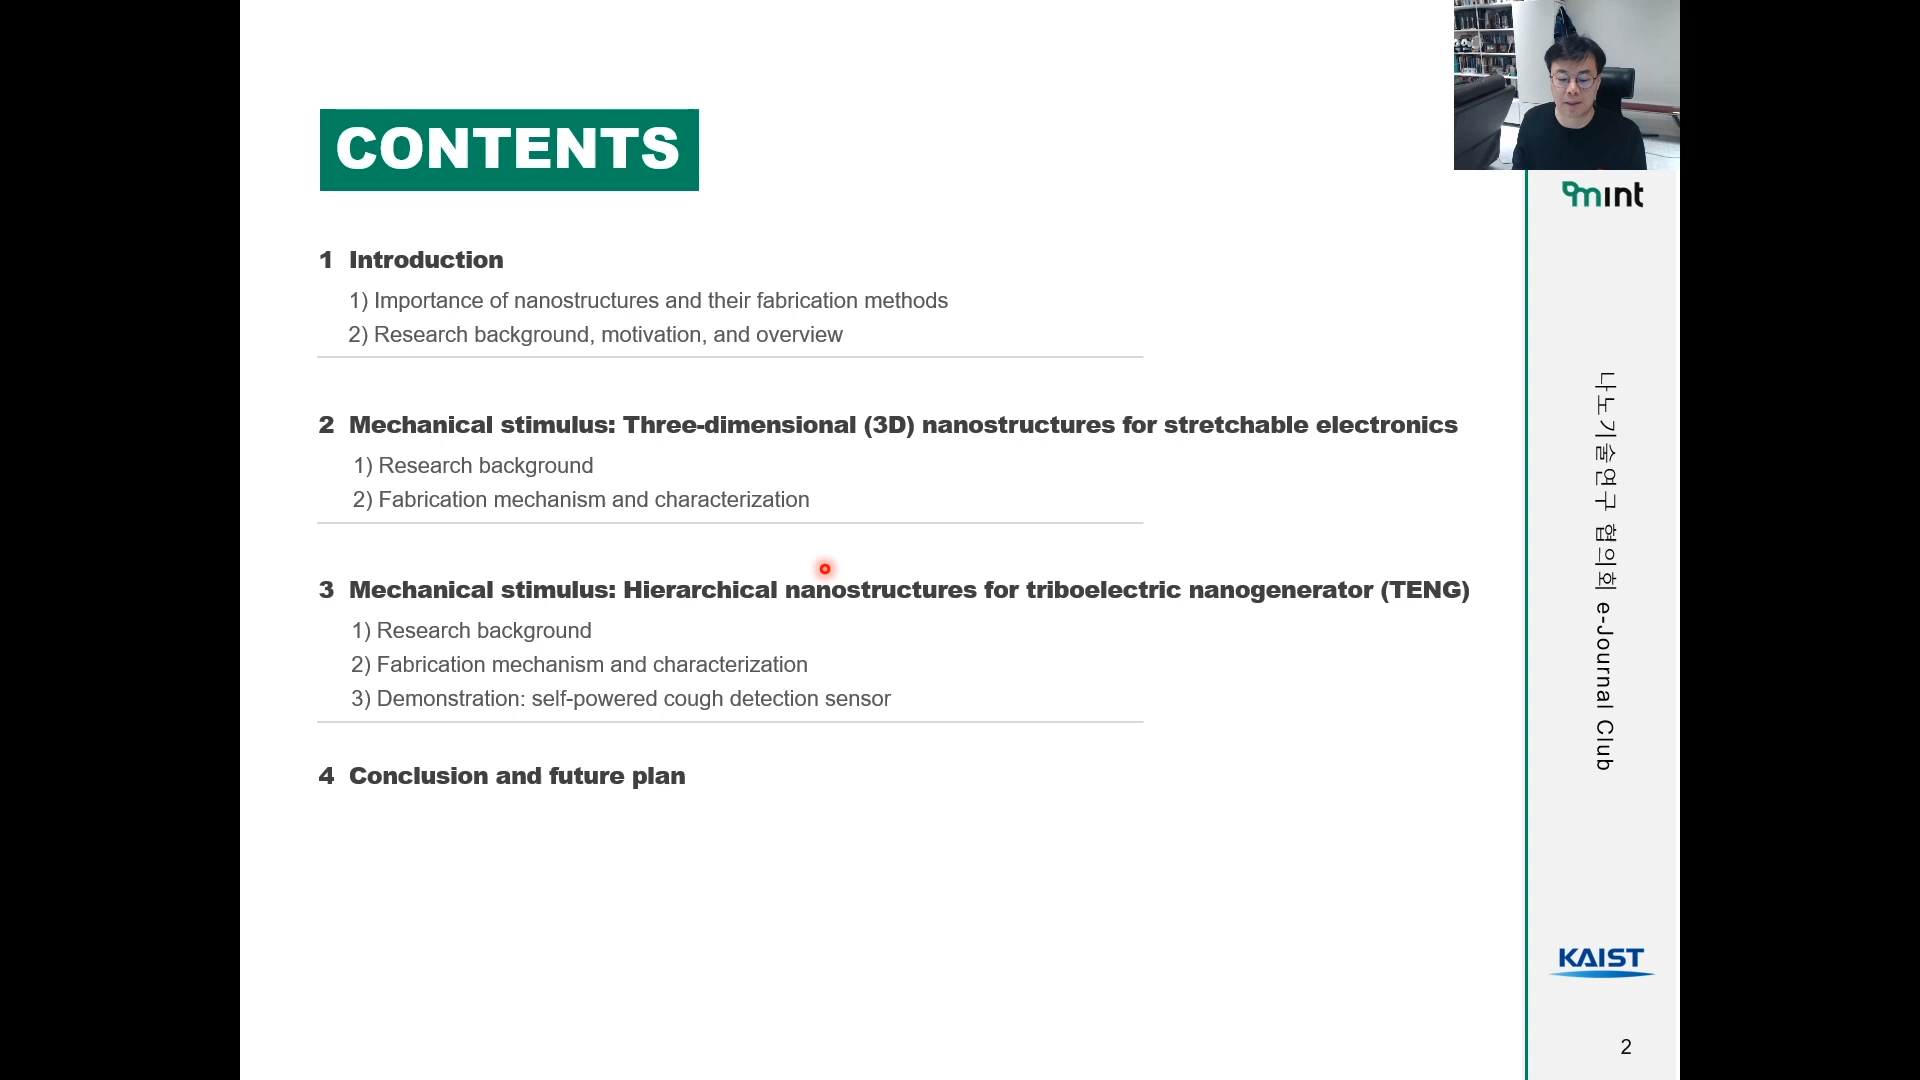 CONTENTS
1 Introduction
1) Importance of nanostructures and their fabrication methods
2) Research background, motivation, and overview
2 Mechanical stimulus: Three-dimensional (3D) nanostructures for stretchable electronics
1) Research background
2) Fabrication mechanism and characterization
3 Mechanical stimulus: Hierarchical nanostructures for triboelectric nanogenerator (TENG)
1) Research background
2) Fabrication mechanism and characterization
3) Demonstration: self-powered cough detection sensor
4 Conclusion and future plan
mint
나노기술연구 협의회 e-Journal Club
KAIST
2